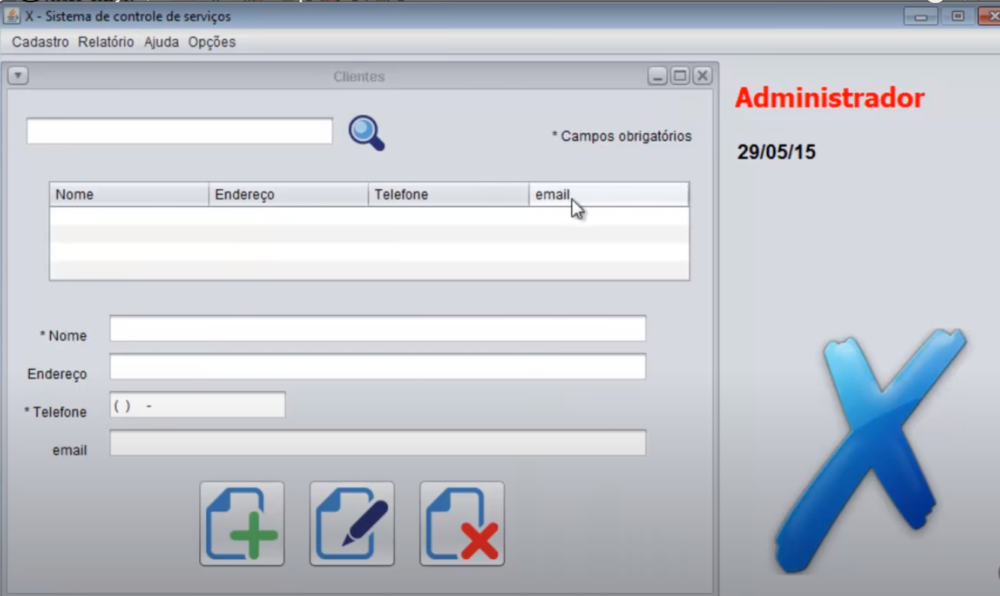 X - Sistema de controle de serviços
Cadastro Relatório Ajuda Opções
Clientes
Administrador
* Campos obrigatórios
29/05/15
Nome Endereço Telefone email
* Nome
Endereço
* Telefone ( ) -
email